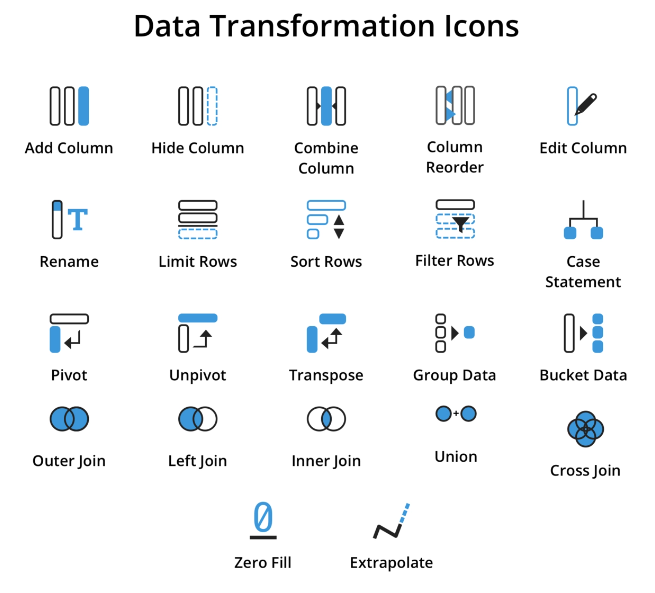 Data Transformation Icons
Add Column
Hide Column
Combine
Column
Column
Reorder
Edit Column
T
Rename
Limit Rows
Sort Rows
Filter Rows
Case
Statement
Pivot
Unpivot
Transpose
Group Data
Bucket Data
Outer Join
Left Join
Inner Join
+
Union
Cross Join
0
Zero Fill
Extrapolate